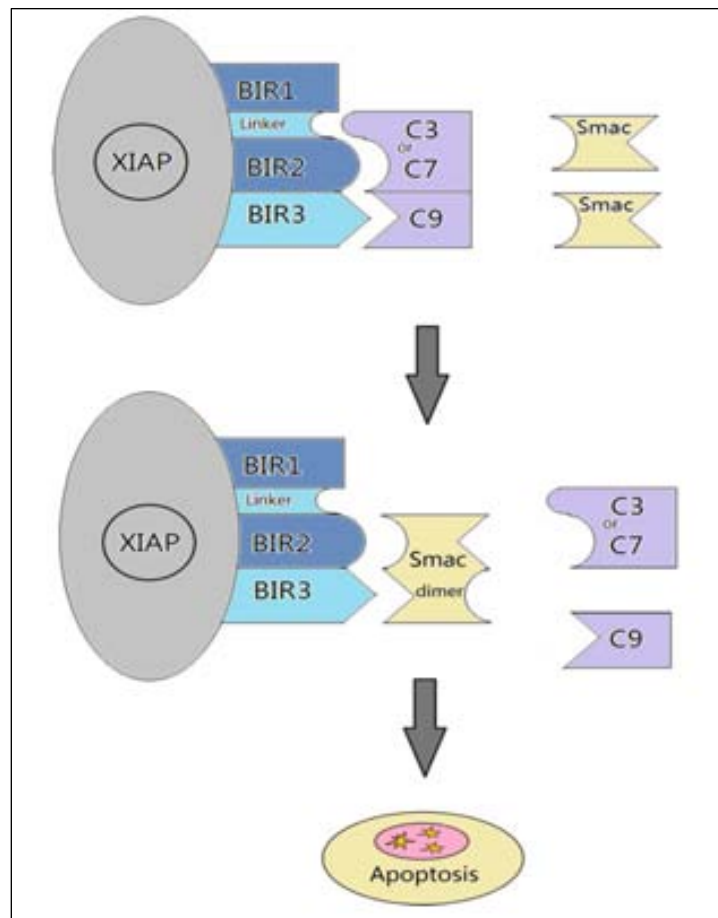 BIR1
Linker
BIR2
BIR3
XIAP
C3
or
C7
C9
Smac
Smac
BIR1
Linker
BIR2
BIR3
XIAP
Smac
dimer
C3
or
C7
C9
Apoptosis